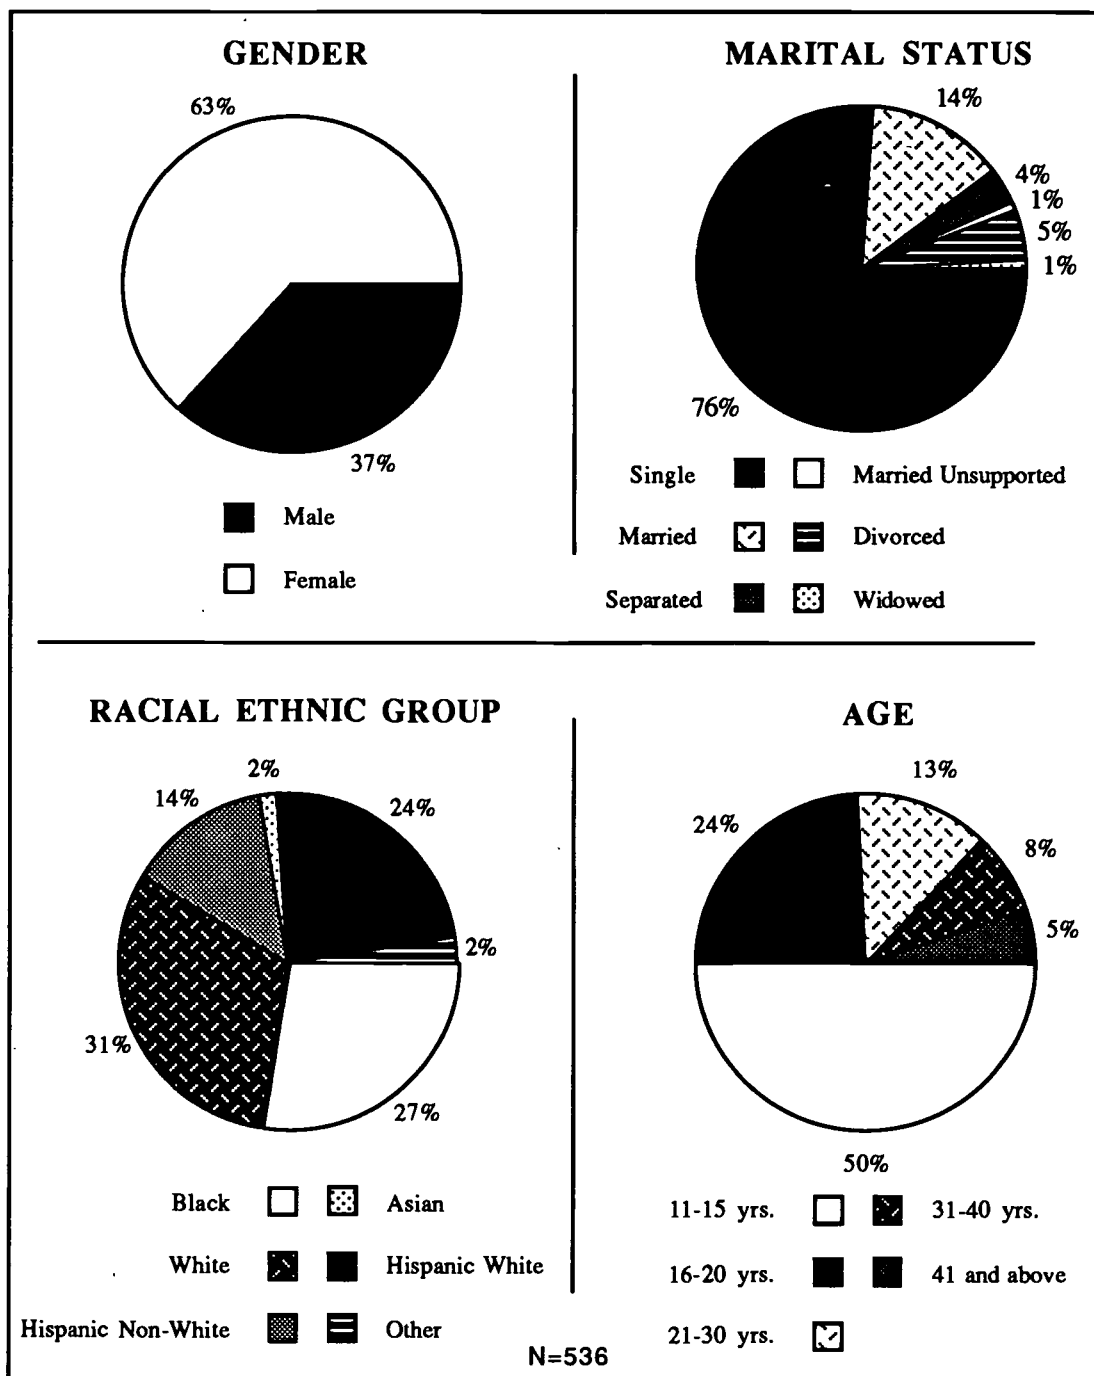 GENDER
63%
37%
Male
Female
MARITAL STATUS
14%
4%
1%
5%
1%
76%
Single
Married Unsupported
Married
Divorced
Separated
Widowed
RACIAL ETHNIC GROUP
2%
14%
24%
2%
31%
27%
Black
Asian
White
Hispanic White
Hispanic Non-White
Other
AGE
13%
24%
8%
5%
50%
11-15 yrs.
31-40 yrs.
16-20 yrs.
41 and above
21-30 yrs.
N=536